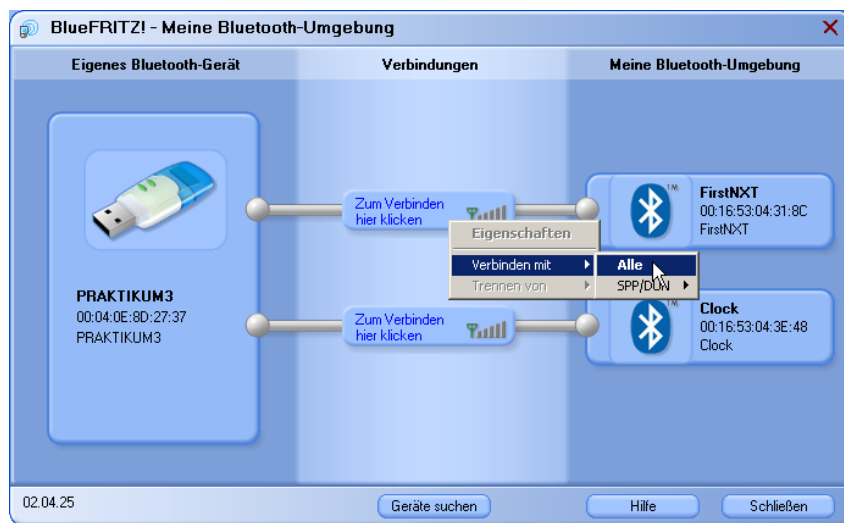 BlueFRITZ! - Meine Bluetooth-Umgebung
Eigenes Bluetooth-Gerät
Verbindungen
Meine Bluetooth-Umgebung
PRAKTIKUM3
00:04:0E:8D:27:37
PRAKTIKUM3
Zum Verbinden
hier klicken
Eigenschaften
Verbinden mit
Trennen von
Alle
SPP/DUN
Zum Verbinden
hier klicken
TM
FirstNXT
00:16:53:04:31:8C
FirstNXT
TM
Clock
00:16:53:04:3E:48
Clock
02.04.25
Geräte suchen
Hilfe
Schließen